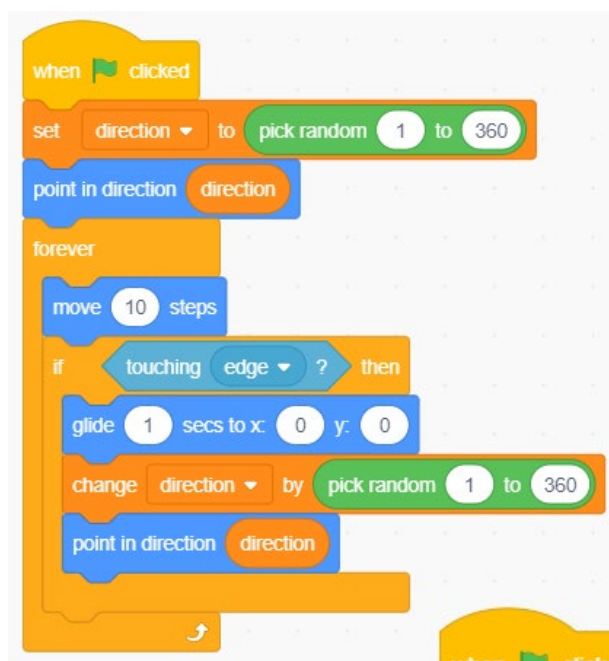 when clicked
set direction to pick random 1 to 360
point in direction direction
forever
move 10 steps
if touching edge ? then
glide 1 secs to x: 0 y: 0
change direction by pick random 1 to 360
point in direction direction